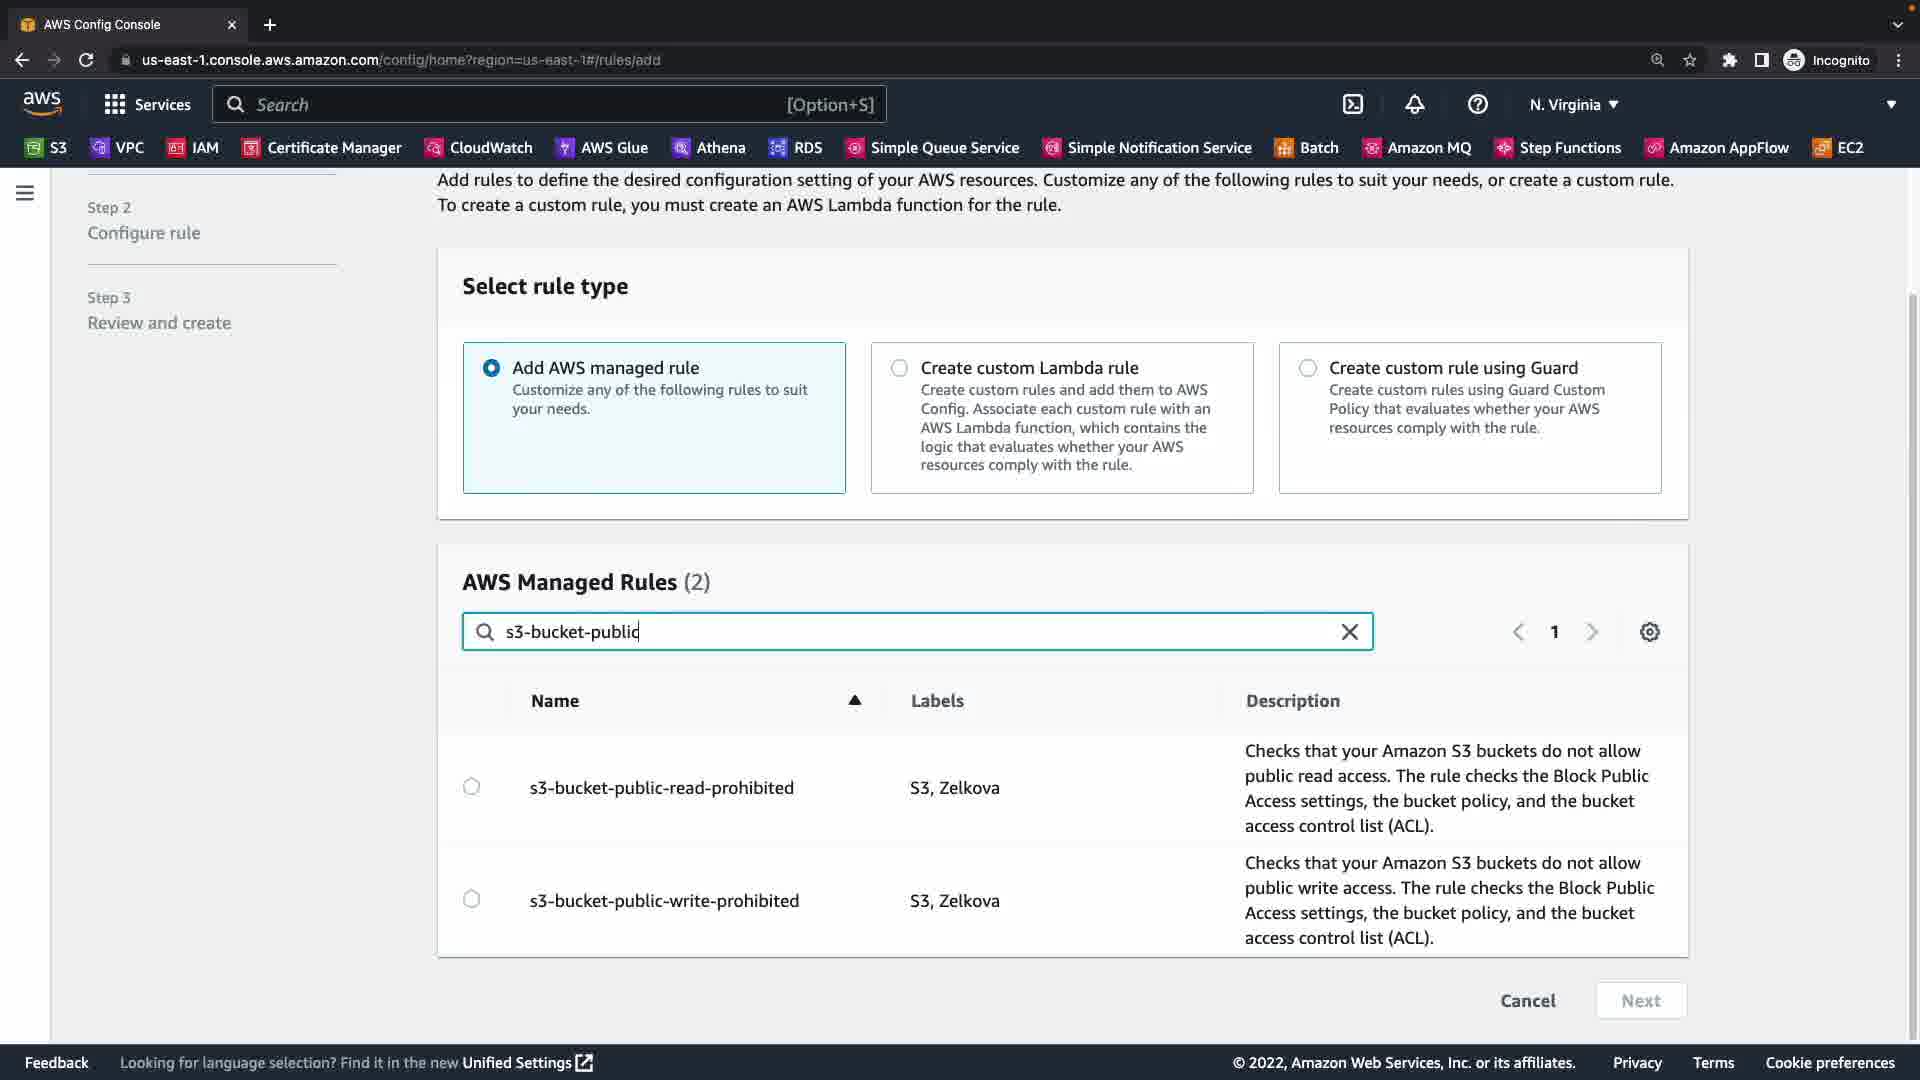 AWS Config Console
us-east-1.console.aws.amazon.com/config/home?region=us-east-1#/rules/add
Incognito
aws
Services
Search
[Option+S]
N. Virginia
S3
VPC
IAM
Certificate Manager
CloudWatch
AWS Glue
Athena
RDS
Simple Queue Service
Simple Notification Service
Batch
Amazon MQ
Step Functions
Amazon AppFlow
EC2
Step 2
Configure rule
Step 3
Review and create
Add rules to define the desired configuration setting of your AWS resources. Customize any of the following rules to suit your needs, or create a custom rule.
To create a custom rule, you must create an AWS Lambda function for the rule.
Select rule type
Add AWS managed rule
Customize any of the following rules to suit
your needs.
Create custom Lambda rule
Create custom rules and add them to AWS
Config. Associate each custom rule with an
AWS Lambda function, which contains the
logic that evaluates whether your AWS
resources comply with the rule.
Create custom rule using Guard
Create custom rules using Guard Custom
Policy that evaluates whether your AWS
resources comply with the rule.
AWS Managed Rules (2)
s3-bucket-public
1
Name
Labels
Description
s3-bucket-public-read-prohibited
S3, Zelkova
Checks that your Amazon S3 buckets do not allow
public read access. The rule checks the Block Public
Access settings, the bucket policy, and the bucket
access control list (ACL).
s3-bucket-public-write-prohibited
S3, Zelkova
Checks that your Amazon S3 buckets do not allow
public write access. The rule checks the Block Public
Access settings, the bucket policy, and the bucket
access control list (ACL).
Cancel
Next
Feedback
Looking for language selection? Find it in the new Unified Settings
© 2022, Amazon Web Services, Inc. or its affiliates.
Privacy
Terms
Cookie preferences